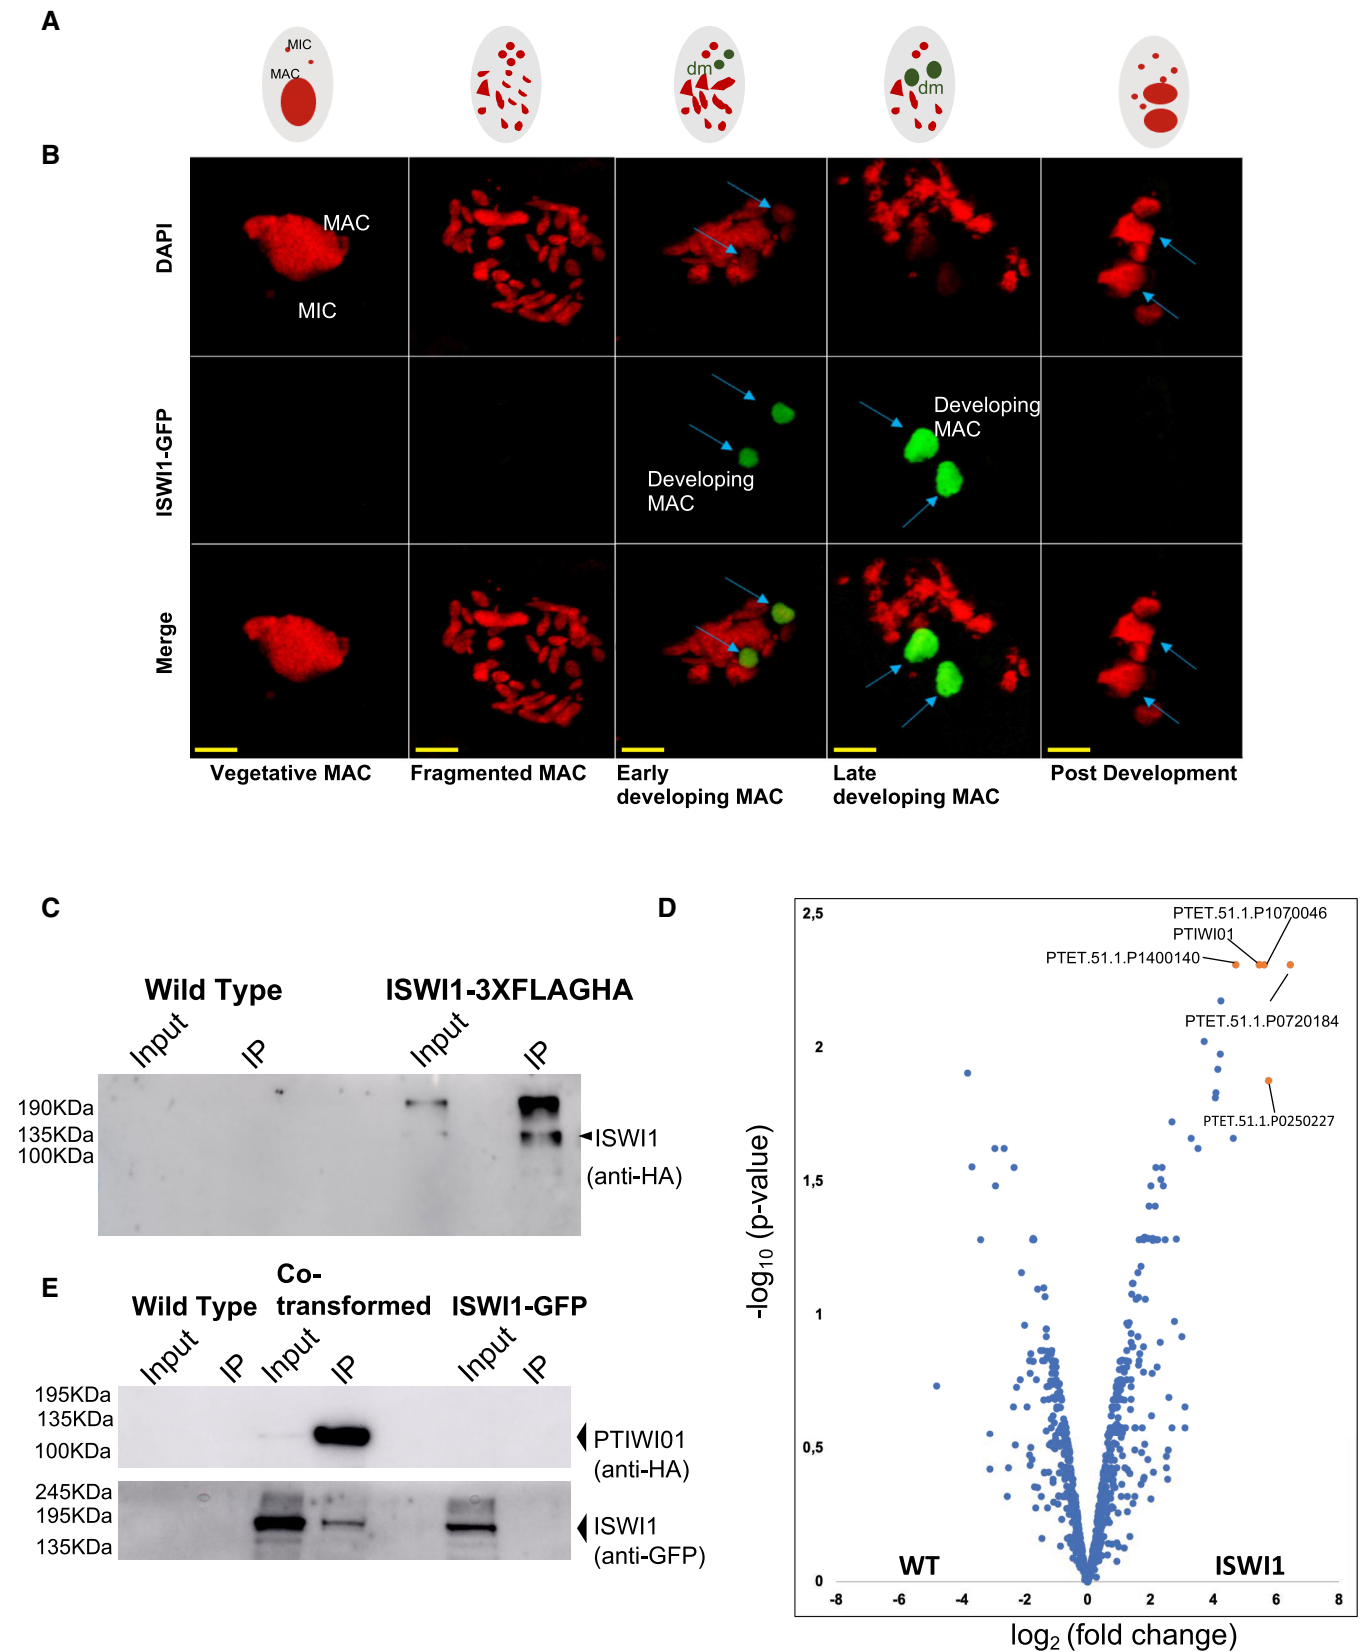 A
MIC
MAC
dm
dm
B
DAPI
MAC
MIC
ISWI1-GFP
Developing
MAC
Developing
MAC
Merge
Vegetative MAC
Fragmented MAC
Early
developing MAC
Late
developing MAC
Post Development
C
Wild Type
ISWI1-3XFLAGHA
Input
IP
Input
IP
190KDa
135KDa
100KDa
ISWI1
(anti-HA)
D
2,5
2
1,5
1
0,5
0
-log10 (p-value)
PTET.51.1.P1070046
PTIWI01
PTET.51.1.P1400140
PTET.51.1.P0720184
PTET.51.1.P0250227
WT
ISWI1
-8 -6 -4 -2 0 2 4 6 8
log2 (fold change)
E
Wild Type
Co-
transformed
ISWI1-GFP
Input
IP
Input
IP
Input
IP
195KDa
135KDa
100KDa
PTIWI01
(anti-HA)
245KDa
195KDa
135KDa
ISWI1
(anti-GFP)